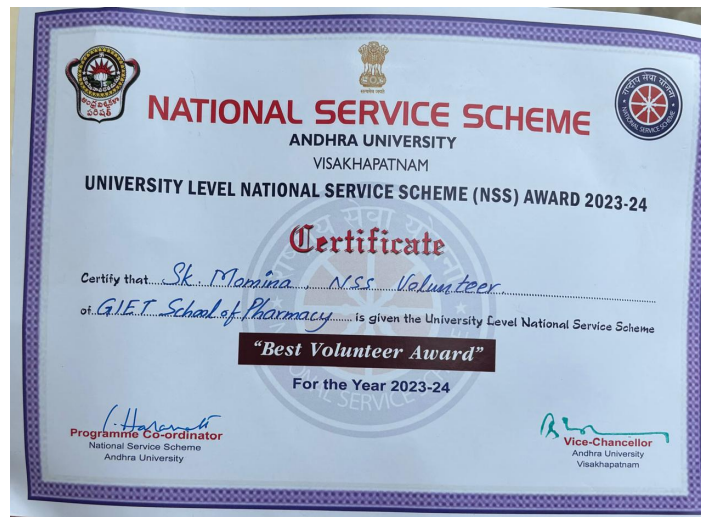 NATIONAL SERVICE SCHEME
ANDHRA UNIVERSITY
VISAKHAPATNAM
UNIVERSITY LEVEL NATIONAL SERVICE SCHEME (NSS) AWARD 2023-24
Certificate
Certify that Sk. Momina, NSS Volunteer.
of GIET School of Pharmacy is given the University Level National Service Scheme
"Best Volunteer Award"
For the Year 2023-24
Programme Co-ordinator
National Service Scheme
Andhra University
Vice-Chancellor
Andhra University
Visakhapatnam